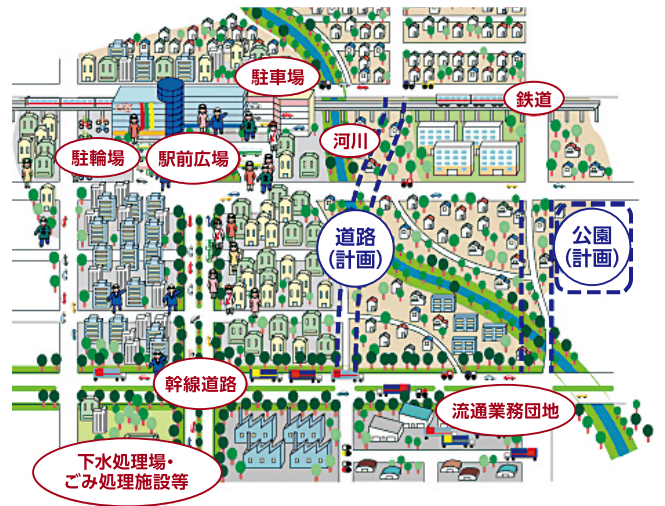 駐車場
鉄道
河川
駐輪場
駅前広場
道路
(計画)
公園
(計画)
幹線道路
流通業務団地
下水処理場・
ごみ処理施設等